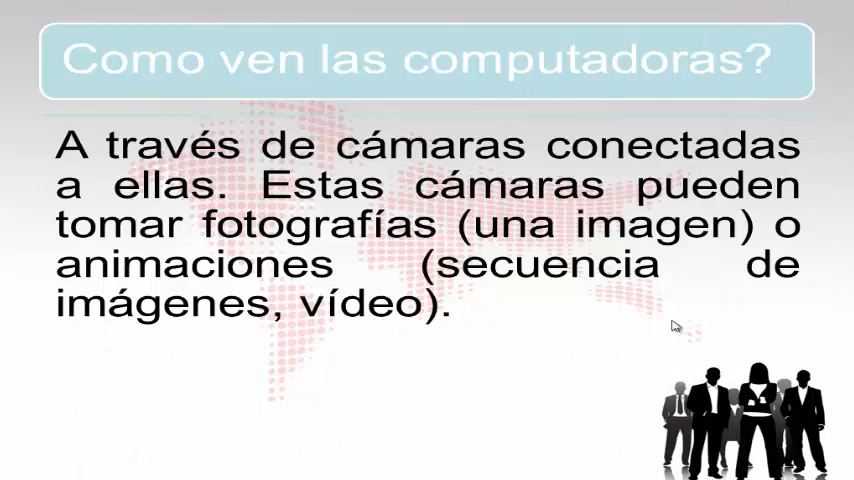 Como ven las computadoras?
A través de cámaras conectadas
a ellas. Estas cámaras pueden
tomar fotografías (una imagen) o
animaciones (secuencia de
imágenes, vídeo).